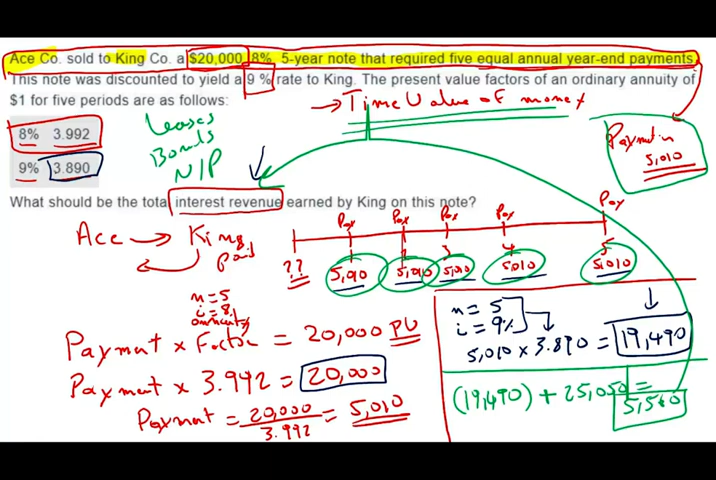 Ace Co. sold to King Co. a $20,000, 8%, 5-year note that required five equal annual year-end payments.
This note was discounted to yield a 9 % rate to King. The present value factors of an ordinary annuity of
$1 for five periods are as follows:
→ Time Value of money
8% 3.992
9% 3.890
Leases
Bonds
N/P
Payment in
5,010
What should be the total interest revenue earned by King on this note?
Ace → King
paid
Pay Pay Pay Pay Pay
?? 1 2 3 4 5
5,010 5,010 5,010 5,010 5,010
n=5
i=8%
annuity
Payment x Factor = 20,000 PV
Payment x 3.992 = 20,000
Payment = 20,000 / 3.992 = 5,010
n = 5
i = 9%
5,010 x 3.890 = 19,490
(19,490) + 25,050 =
5,560